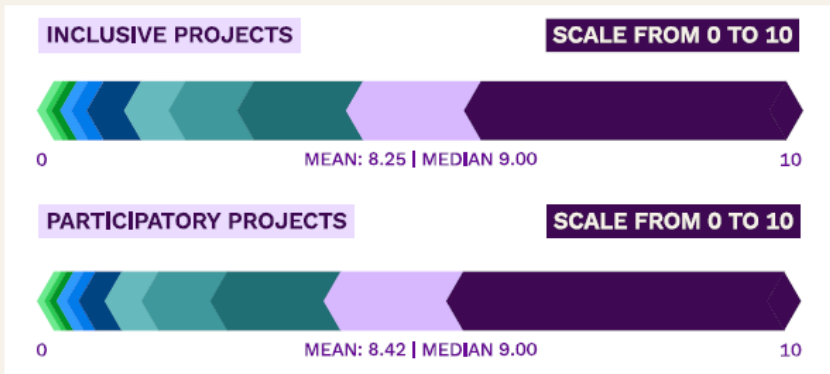 INCLUSIVE PROJECTS
SCALE FROM 0 TO 10
0
MEAN: 8.25 | MEDIAN 9.00
10
PARTICIPATORY PROJECTS
SCALE FROM 0 TO 10
0
MEAN: 8.42 | MEDIAN 9.00
10